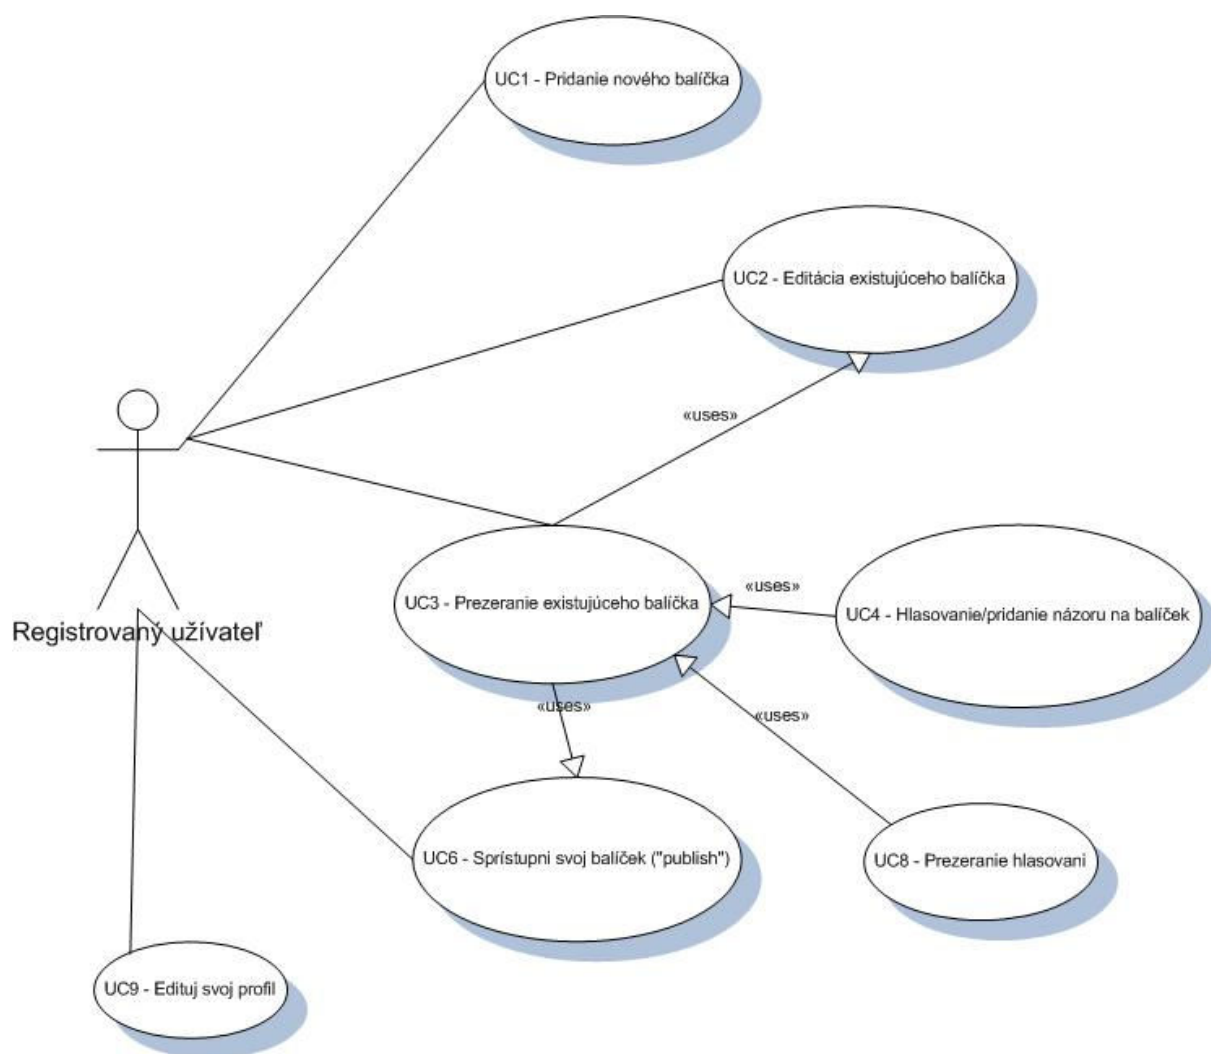 UC1 - Pridanie nového balíčka
UC2 - Editácia existujúceho balíčka
«uses»
UC3 - Prezeranie existujúceho balíčka
«uses»
UC4 - Hlasovanie/pridanie názoru na balíček
Registrovaný užívateľ
«uses»
«uses»
UC6 - Sprístupni svoj balíček ("publish")
UC8 - Prezeranie hlasovani
UC9 - Edituj svoj profil